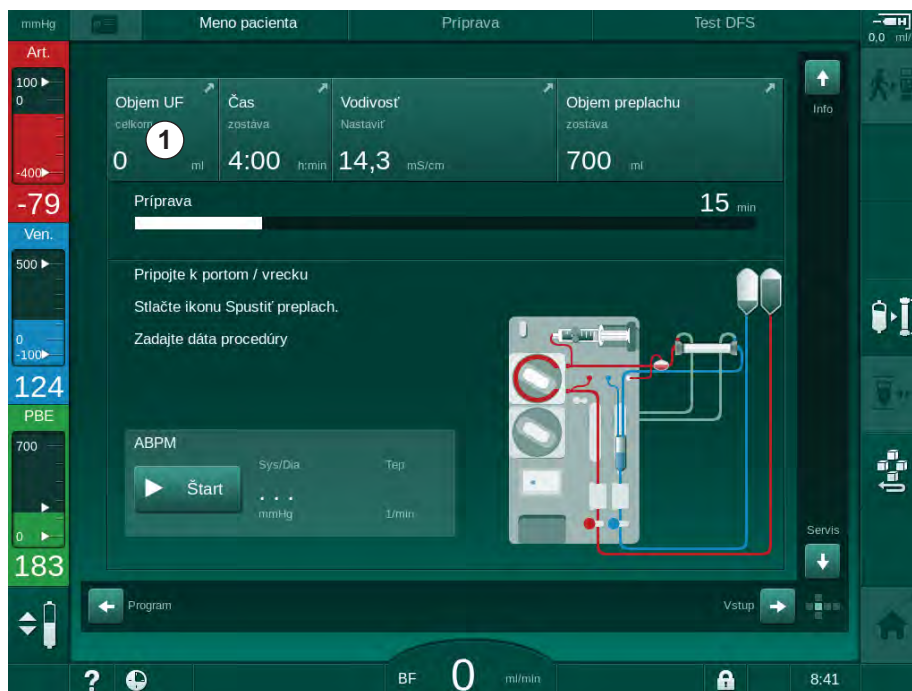 mmHg
Meno pacienta
Príprava
Test DFS
H
0,0 ml/
Art.
100
0
-400
-79
Ven.
500
0
-100
124
PBE
700
0
183
Objem UF
celkom
1
0 ml
Čas
zostáva
4:00 h:min
Vodivosť
Nastaviť
14,3 mS/cm
Objem preplachu
zostáva
700 ml
Info
Príprava
15 min
Pripojte k portom / vrecku
Stlačte ikonu Spustiť preplach.
Zadajte dáta procedúry
ABPM
Štart
Sys/Dia
. . .
mmHg
Tep
1/min
Servis
Program
Vstup
?
BF 0 ml/min
8:41